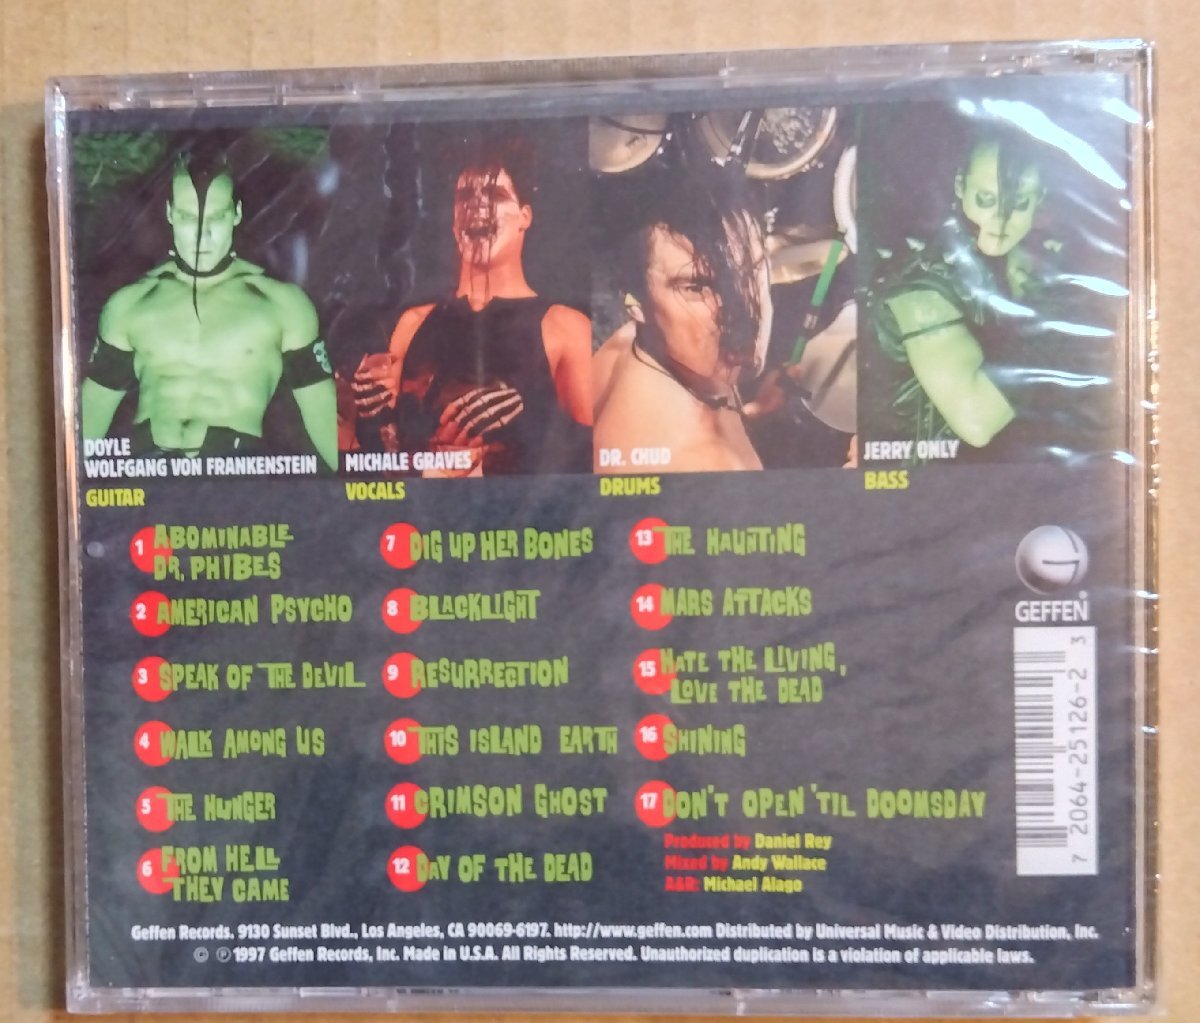 DOYLE
WOLFGANG VON FRANKENSTEIN
GUITAR
MICHALE GRAVES
VOCALS
DR. CHUD
DRUMS
JERRY ONLY
BASS
1 ABOMINABLE
DR. PHIBES
2 AMERICAN PSYCHO
3 SPEAK OF THE DEVIL
4 WALK AMONG US
5 THE HUNGER
6 FROM HELL
THEY CAME
7 DIG UP HER BONES
8 BLACKLIGHT
9 RESURRECTION
10 THIS ISLAND EARTH
11 CRIMSON GHOST
12 DAY OF THE DEAD
13 THE HAUNTING
14 MARS ATTACKS
15 HATE THE LIVING,
LOVE THE DEAD
16 SHINING
17 DON'T OPEN 'TIL DOOMSDAY
Produced by Daniel Rey
Mixed by Andy Wallace
A&R: Michael Alago
GEFFEN®
7 20642-5126-2 3
Geffen Records. 9130 Sunset Blvd., Los Angeles, CA 90069-6197. http://www.geffen.com Distributed by Universal Music & Video Distribution, Inc.
© ℗ 1997 Geffen Records, Inc. Made in U.S.A. All Rights Reserved. Unauthorized duplication is a violation of applicable laws.